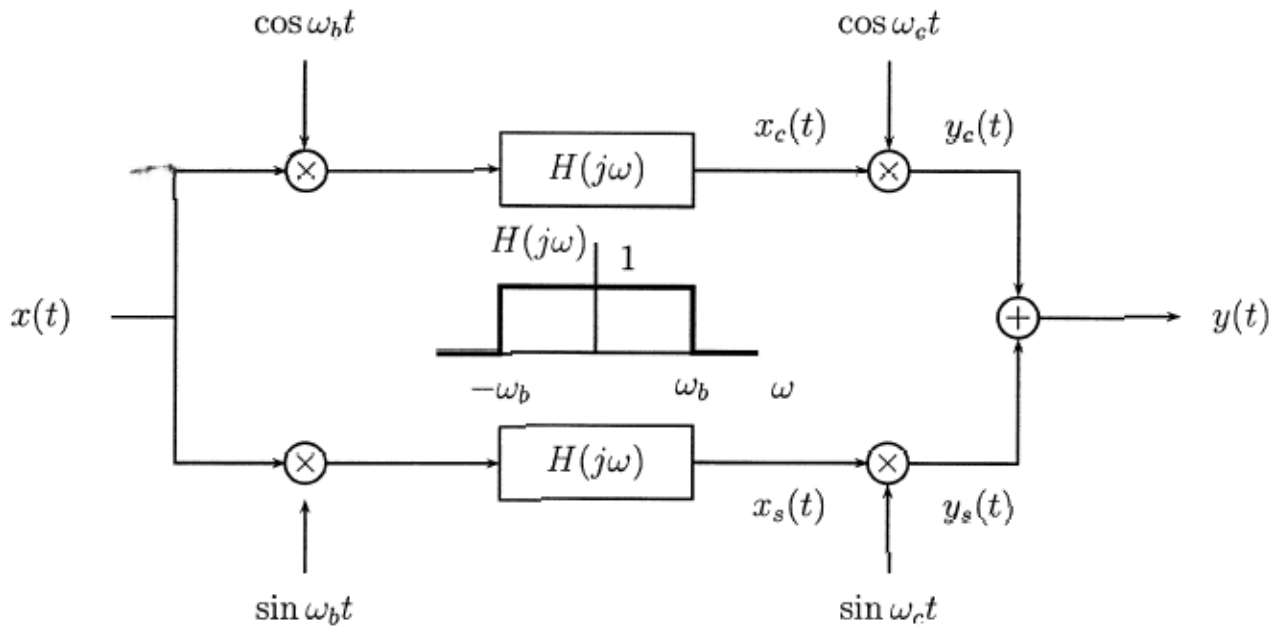 cos ω_b t
cos ω_c t
x_c(t)
y_c(t)
H(jω)
H(jω)
1
x(t)
y(t)
−ω_b
ω_b
ω
H(jω)
x_s(t)
y_s(t)
sin ω_b t
sin ω_c t